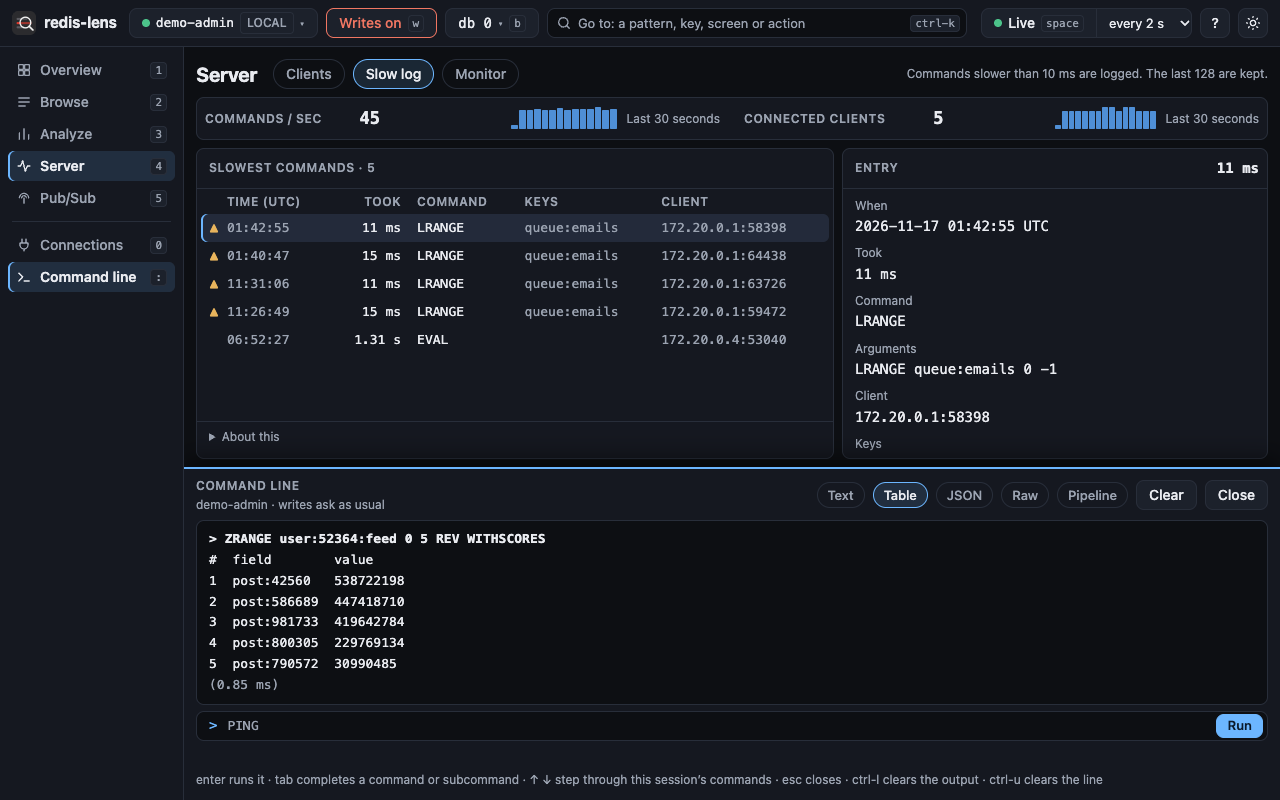 redis-lens
demo-admin LOCAL
Writes on w
db 0 b
Go to: a pattern, key, screen or action ctrl-k
Live space
every 2 s
?
Overview 1
Browse 2
Analyze 3
Server 4
Pub/Sub 5
Connections 0
Command line :
Server
Clients
Slow log
Monitor
Commands slower than 10 ms are logged. The last 128 are kept.
COMMANDS / SEC 45 Last 30 seconds
CONNECTED CLIENTS 5 Last 30 seconds
SLOWEST COMMANDS · 5
TIME (UTC) TOOK COMMAND KEYS CLIENT
01:42:55 11 ms LRANGE queue:emails 172.20.0.1:58398
01:40:47 15 ms LRANGE queue:emails 172.20.0.1:64438
11:31:06 11 ms LRANGE queue:emails 172.20.0.1:63726
11:26:49 15 ms LRANGE queue:emails 172.20.0.1:59472
06:52:27 1.31 s EVAL 172.20.0.4:53040
About this
ENTRY 11 ms
When
2026-11-17 01:42:55 UTC
Took
11 ms
Command
LRANGE
Arguments
LRANGE queue:emails 0 -1
Client
172.20.0.1:58398
Keys
COMMAND LINE
demo-admin · writes ask as usual
Text
Table
JSON
Raw
Pipeline
Clear
Close
> ZRANGE user:52364:feed 0 5 REV WITHSCORES
# field value
1 post:42560 538722198
2 post:586689 447418710
3 post:981733 419642784
4 post:800305 229769134
5 post:790572 30990485
(0.85 ms)
> PING
Run
enter runs it · tab completes a command or subcommand · ↑ ↓ step through this session's commands · esc closes · ctrl-l clears the output · ctrl-u clears the line